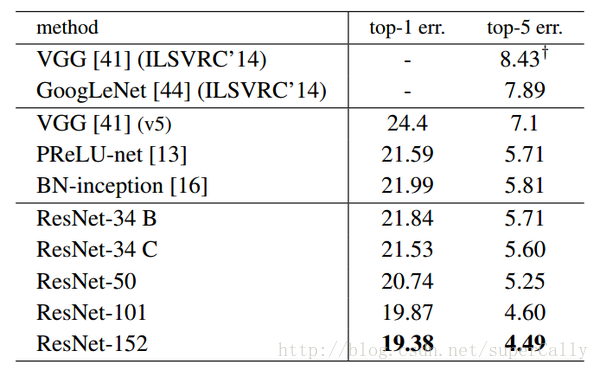 method top-1 err. top-5 err.
VGG [41] (ILSVRC'14) - 8.43†
GoogLeNet [44] (ILSVRC'14) - 7.89
VGG [41] (v5) 24.4 7.1
PReLU-net [13] 21.59 5.71
BN-inception [16] 21.99 5.81
ResNet-34 B 21.84 5.71
ResNet-34 C 21.53 5.60
ResNet-50 20.74 5.25
ResNet-101 19.87 4.60
ResNet-152 19.38 4.49
http://blog.csdn.net/supercally